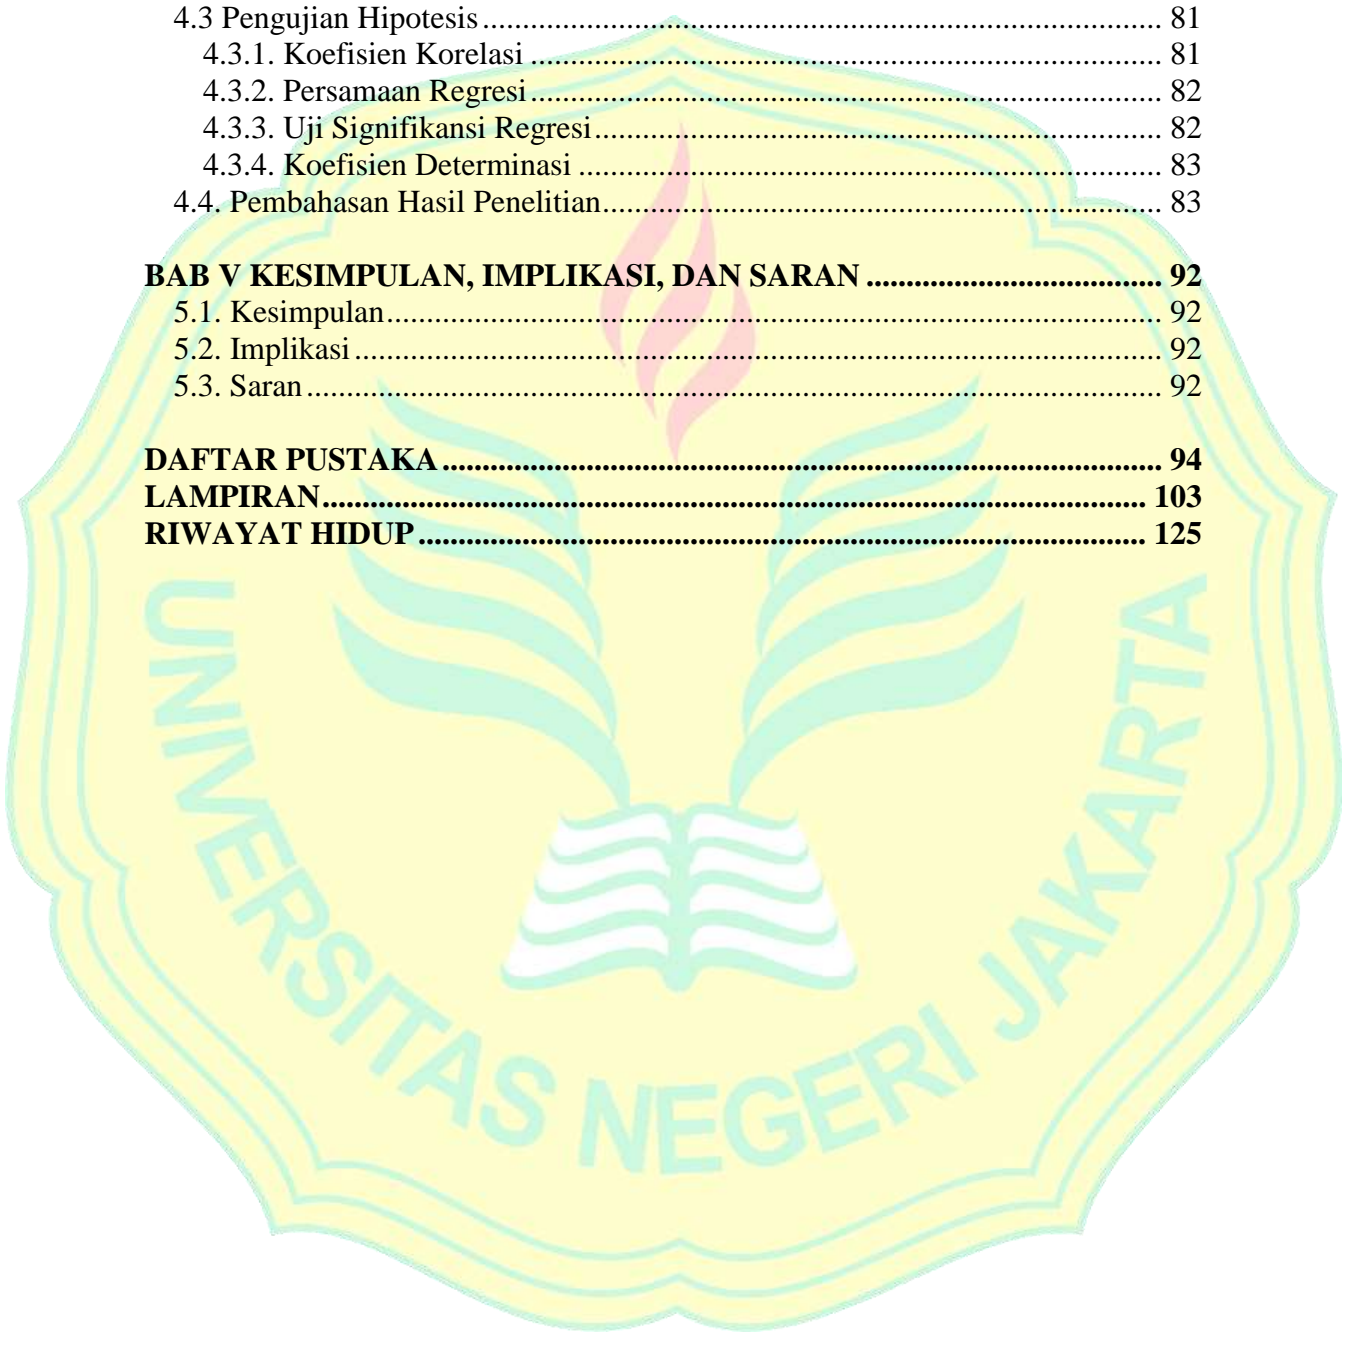 4.3 Pengujian Hipotesis.................................................................................... 81
4.3.1. Koefisien Korelasi............................................................................. 81
4.3.2. Persamaan Regresi............................................................................ 82
4.3.3. Uji Signifikansi Regresi..................................................................... 82
4.3.4. Koefisien Determinasi....................................................................... 83
4.4. Pembahasan Hasil Penelitian..................................................................... 83
BAB V KESIMPULAN, IMPLIKASI, DAN SARAN.................................... 92
5.1. Kesimpulan................................................................................................ 92
5.2. Implikasi.................................................................................................... 92
5.3. Saran.......................................................................................................... 92
DAFTAR PUSTAKA......................................................................................... 94
LAMPIRAN...................................................................................................... 103
RIWAYAT HIDUP.......................................................................................... 125
UNIVERSITAS NEGERI JAKARTA